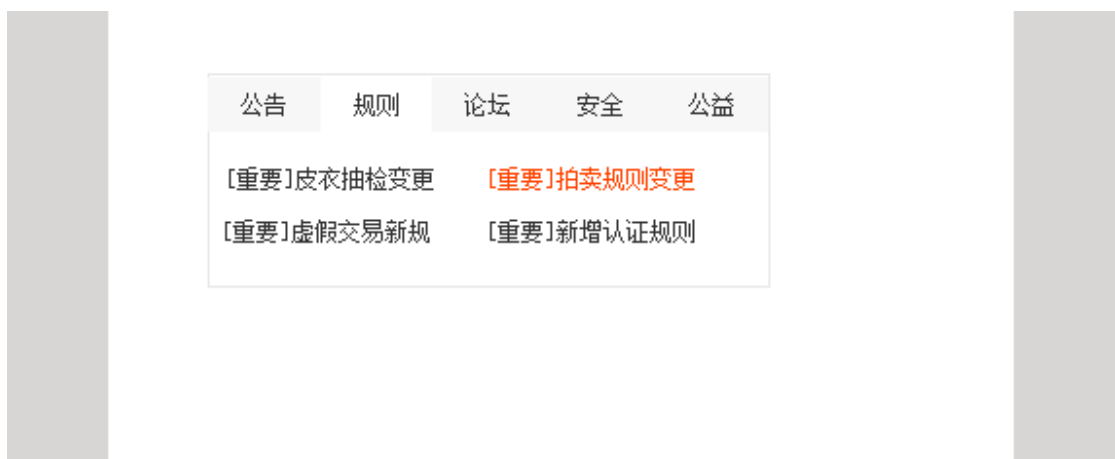 公告 规则 论坛 安全 公益
[重要]皮衣抽检变更 [重要]拍卖规则变更
[重要]虚假交易新规 [重要]新增认证规则